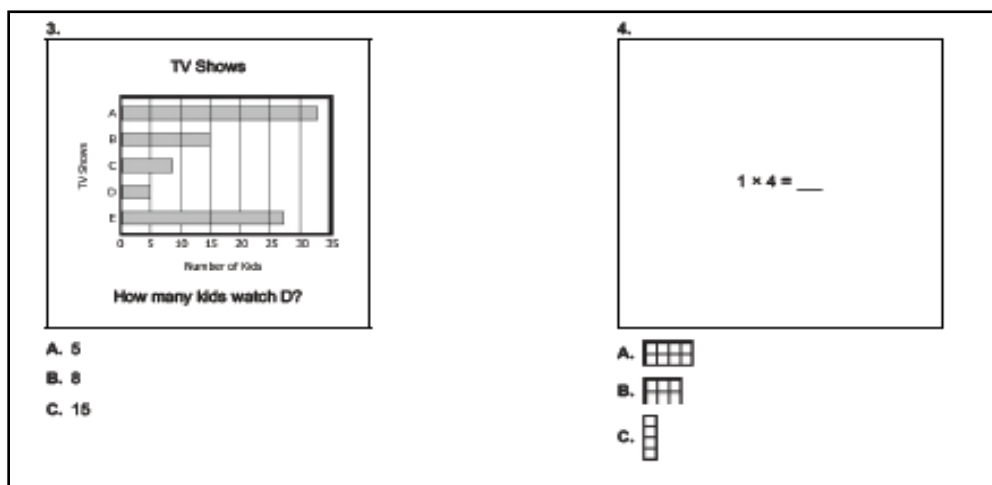 3.
TV Shows
TV Shows
A
B
C
D
E
0 5 10 15 20 25 30 35
Number of Kids
How many kids watch D?
A. 5
B. 8
C. 15
4.
1 × 4 = ___
A.
B.
C.